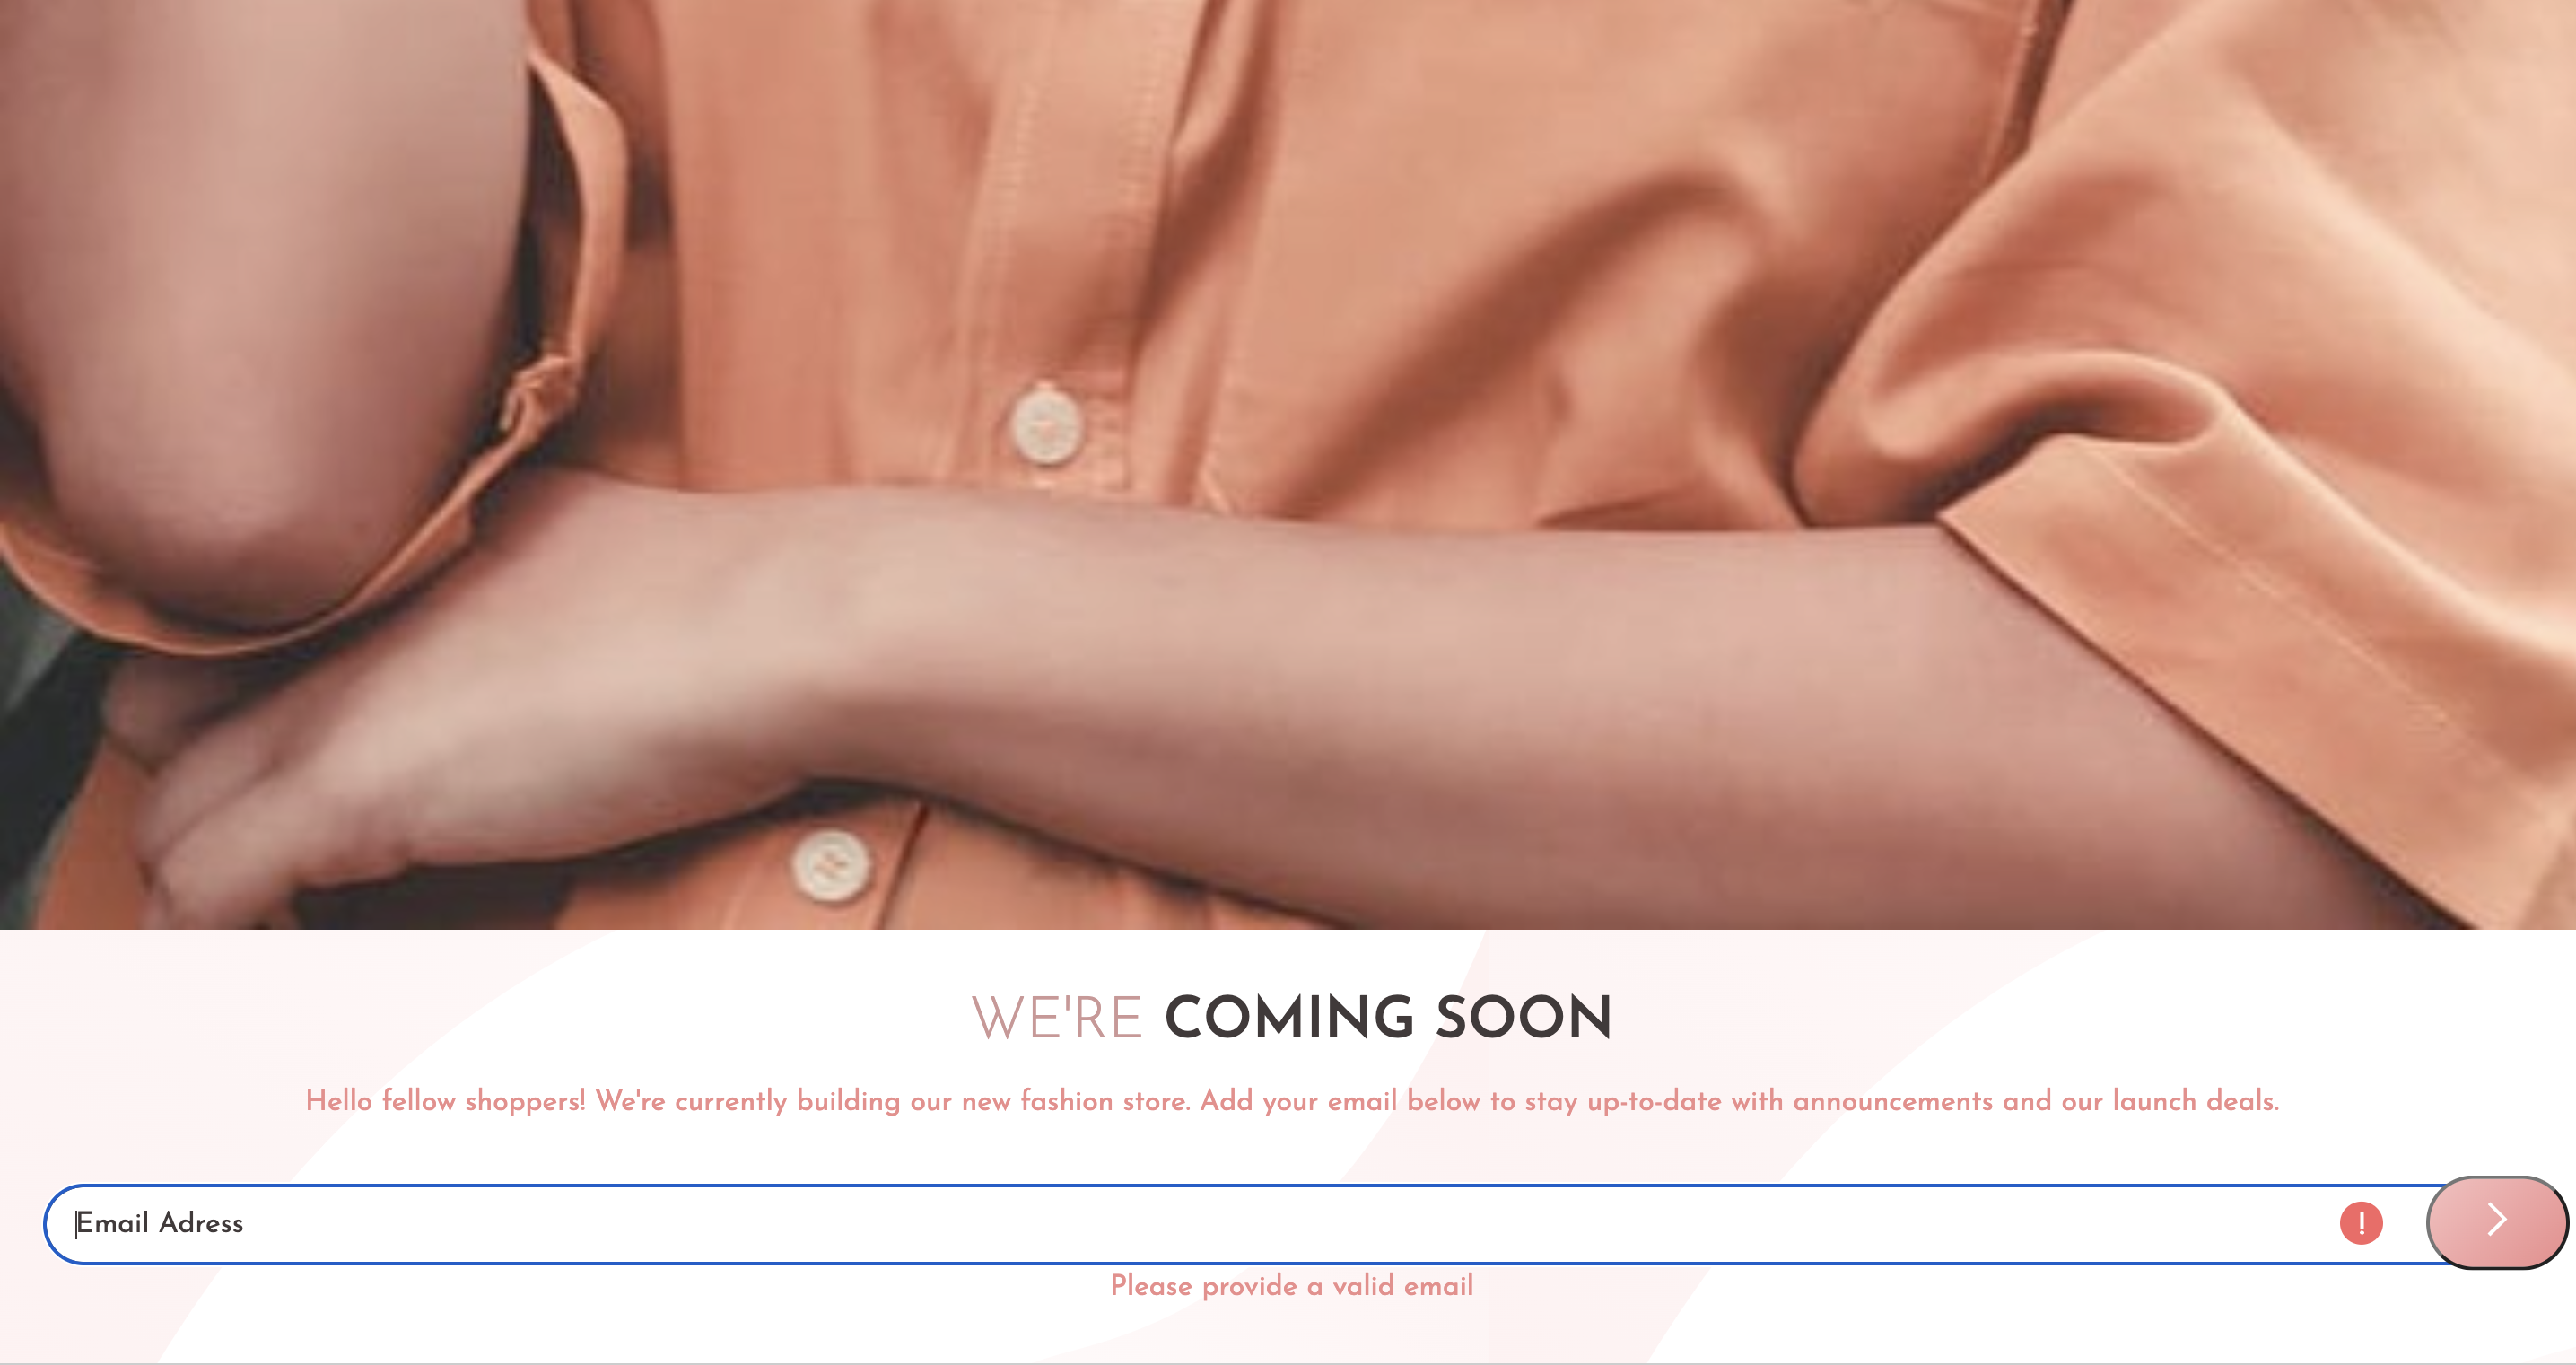 WE'RE COMING SOON
Hello fellow shoppers! We're currently building our new fashion store. Add your email below to stay up-to-date with announcements and our launch deals.
Email Adress
!
Please provide a valid email